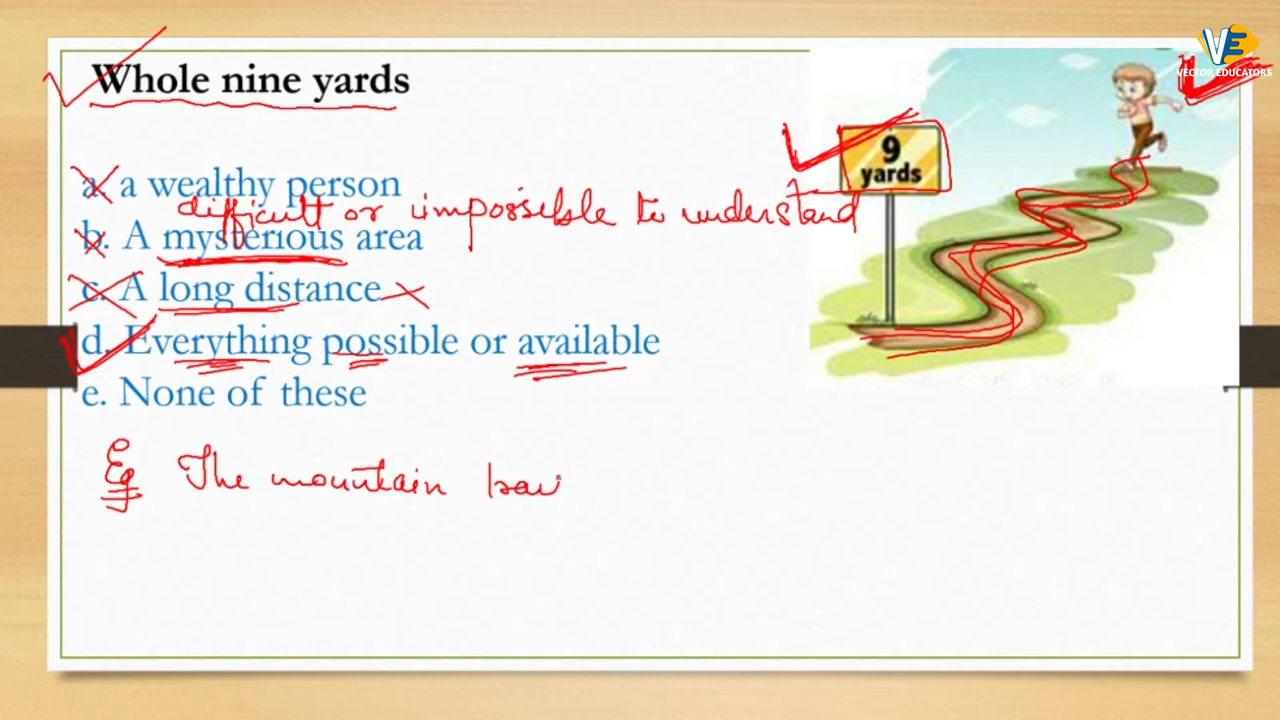 Whole nine yards
VE
VECTOR EDUCATORS
9
yards
a. a wealthy person
difficult or impossible to understand
b. A mysterious area
c. A long distance
d. Everything possible or available
e. None of these
Eg The mountain